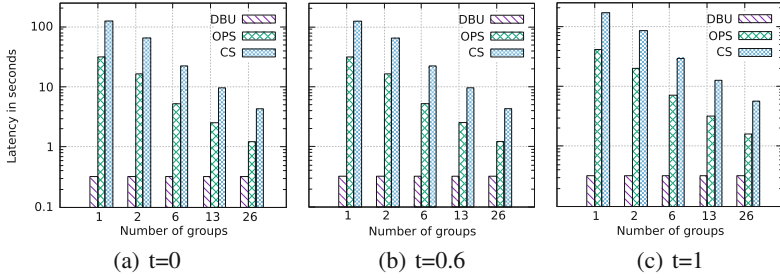 Latency in seconds
100
10
1
0.1
DBU
OPS
CS
1 2 6 13 26
Number of groups
(a) t=0
DBU
OPS
CS
1 2 6 13 26
Number of groups
(b) t=0.6
DBU
OPS
CS
1 2 6 13 26
Number of groups
(c) t=1